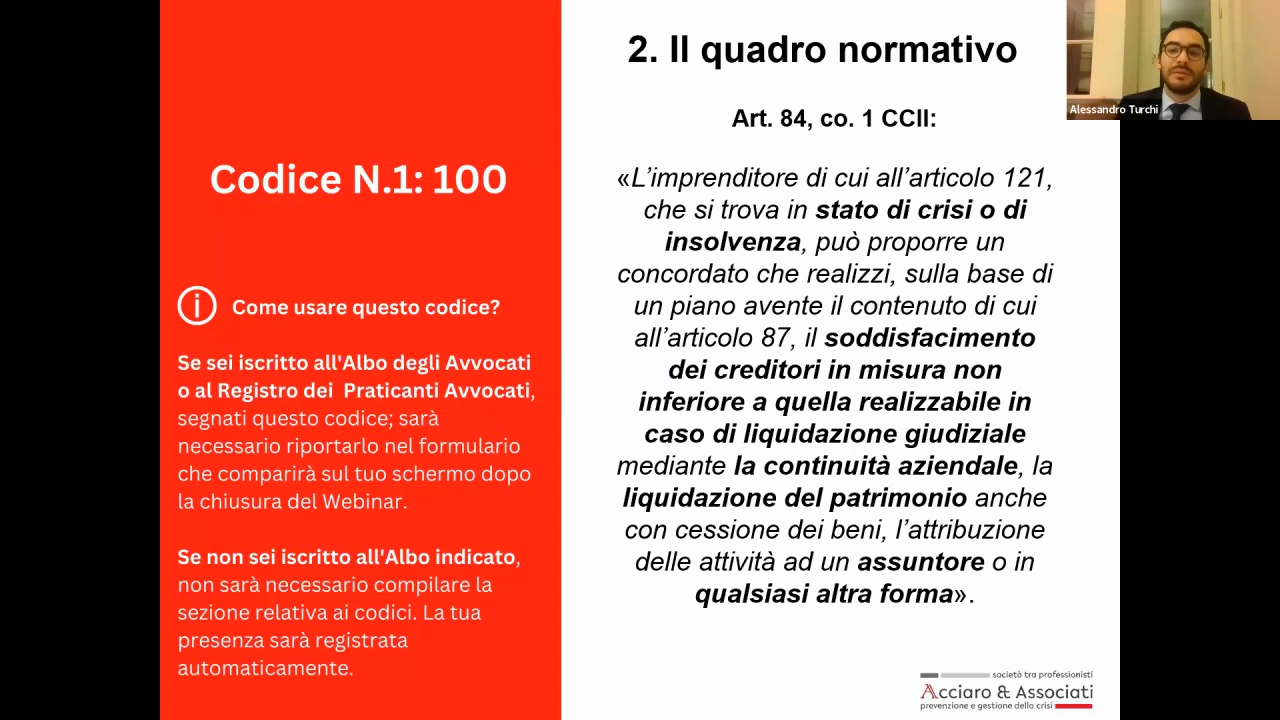 Codice N.1: 100
Come usare questo codice?
Se sei iscritto all'Albo degli Avvocati
o al Registro dei Praticanti Avvocati,
segnati questo codice; sarà
necessario riportarlo nel formulario
che comparirà sul tuo schermo dopo
la chiusura del Webinar.
Se non sei iscritto all'Albo indicato,
non sarà necessario compilare la
sezione relativa ai codici. La tua
presenza sarà registrata
automaticamente.
2. Il quadro normativo
Art. 84, co. 1 CCII:
«L’imprenditore di cui all’articolo 121,
che si trova in stato di crisi o di
insolvenza, può proporre un
concordato che realizzi, sulla base di
un piano avente il contenuto di cui
all’articolo 87, il soddisfacimento
dei creditori in misura non
inferiore a quella realizzabile in
caso di liquidazione giudiziale
mediante la continuità aziendale, la
liquidazione del patrimonio anche
con cessione dei beni, l’attribuzione
delle attività ad un assuntore o in
qualsiasi altra forma».
Alessandro Turchi
società tra professionisti
Acciaro & Associati
prevenzione e gestione della crisi